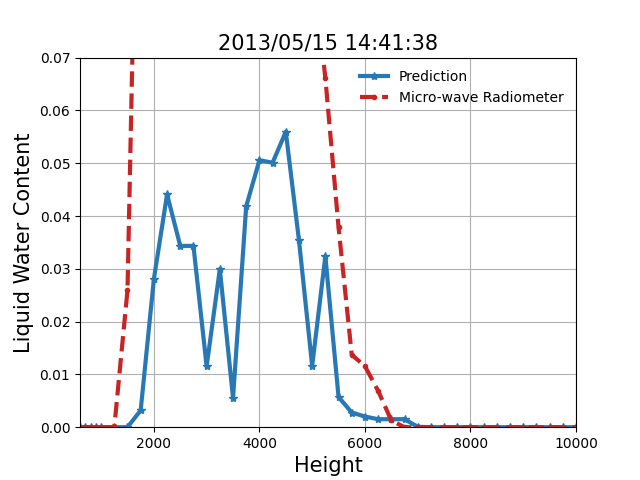 2013/05/15 14:41:38
0.07
0.06
0.05
0.04
0.03
0.02
0.01
0.00
Liquid Water Content
Prediction
Micro-wave Radiometer
2000 4000 6000 8000 10000
Height